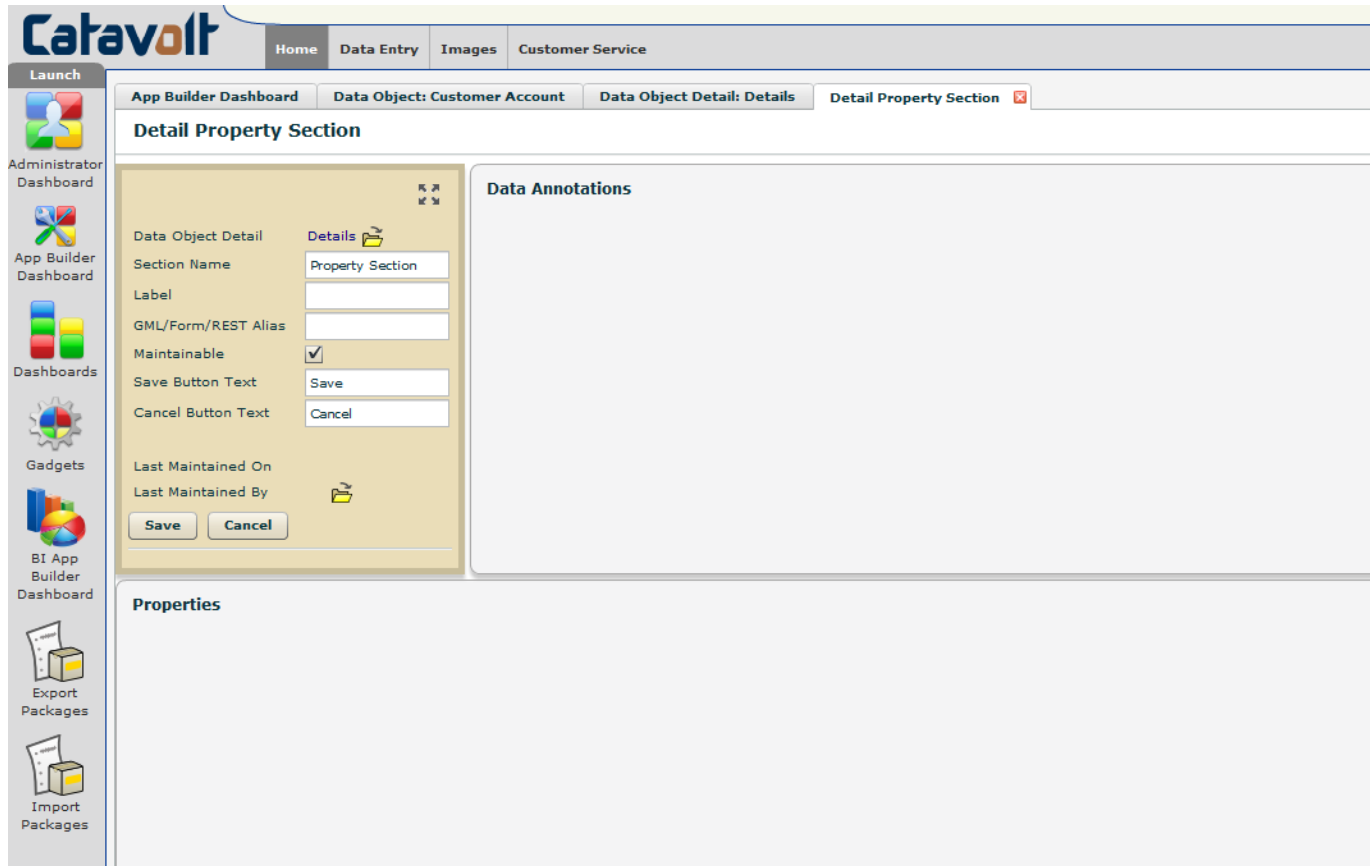 Catavolt
Home Data Entry Images Customer Service
Launch
Administrator
Dashboard
App Builder
Dashboard
Dashboards
Gadgets
BI App
Builder
Dashboard
Export
Packages
Import
Packages
App Builder Dashboard Data Object: Customer Account Data Object Detail: Details Detail Property Section
Detail Property Section
Data Object Detail Details
Section Name Property Section
Label
GML/Form/REST Alias
Maintainable
Save Button Text Save
Cancel Button Text Cancel
Last Maintained On
Last Maintained By
Save Cancel
Data Annotations
Properties